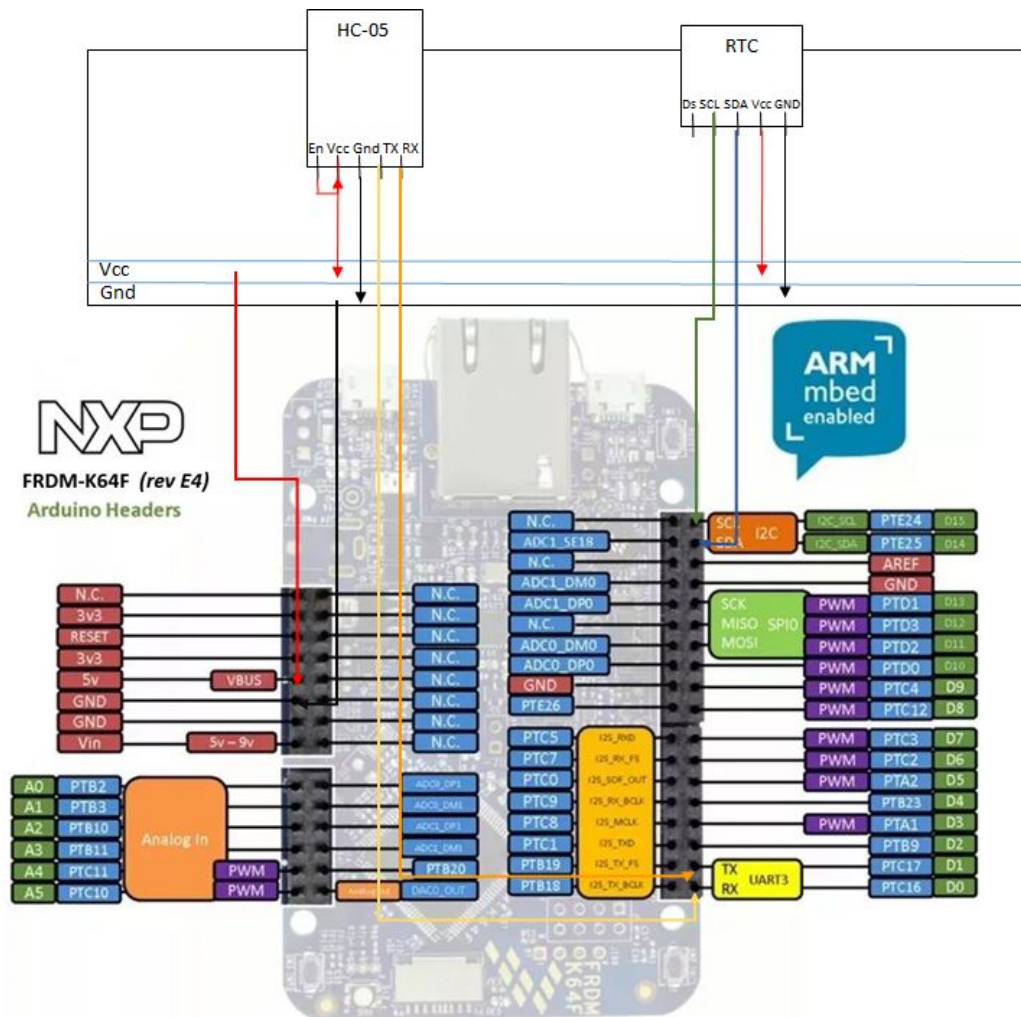 HC-05
En Vcc Gnd TX RX
RTC
Ds SCL SDA Vcc GND
Vcc
Gnd
NXP
FRDM-K64F (rev E4)
Arduino Headers
ARM
mbed
enabled
N.C.
3v3
RESET
3v3
5v VBUS
GND
GND
Vin 5v – 9v
N.C.
N.C.
N.C.
N.C.
N.C.
N.C.
N.C.
N.C.
A0 PTB2
A1 PTB3
A2 PTB10
A3 PTB11
A4 PTC11 PWM
A5 PTC10 PWM
Analog In
ADC0_DP1
ADC0_DM1
ADC1_DP1
ADC1_DM1
PTB20
DAC0_OUT
N.C.
ADC1_SE18
N.C.
ADC1_DM0
ADC1_DP0
N.C.
ADC0_DM0
ADC0_DP0
GND
PTE26
SCL
SDA
I2C
I2C_SCL PTE24 D15
I2C_SDA PTE25 D14
AREF
GND
SCK
MISO SPI0
MOSI
PWM PTD1 D13
PWM PTD3 D12
PWM PTD2 D11
PWM PTD0 D10
PWM PTC4 D9
PWM PTC12 D8
PTC5 I2S_RXD
PTC7 I2S_RX_FS
PTC0 I2S_SOF_OUT
PTC9 I2S_RX_BCLK
PTC8 I2S_MCLK
PTC1 I2S_TXD
PTB19 I2S_TX_FS
PTB18 I2S_TX_BCLK
PWM PTC3 D7
PWM PTC2 D6
PWM PTA2 D5
PTB23 D4
PWM PTA1 D3
PTB9 D2
PTC17 D1
PTC16 D0
TX
RX
UART3
FRDM
K64F